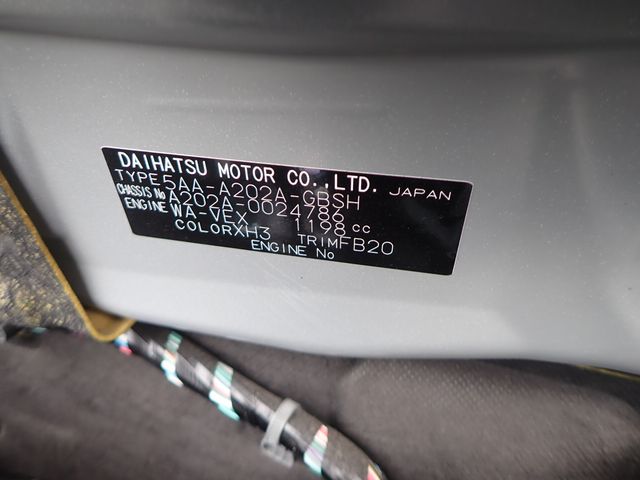 DAIHATSU MOTOR CO.,LTD. JAPAN
TYPE 5AA-A202A-GBSH
CHASSIS No A202A-0024786
ENGINE WA-VEX 1198 cc
COLOR XH3 TRIM FB20
ENGINE No